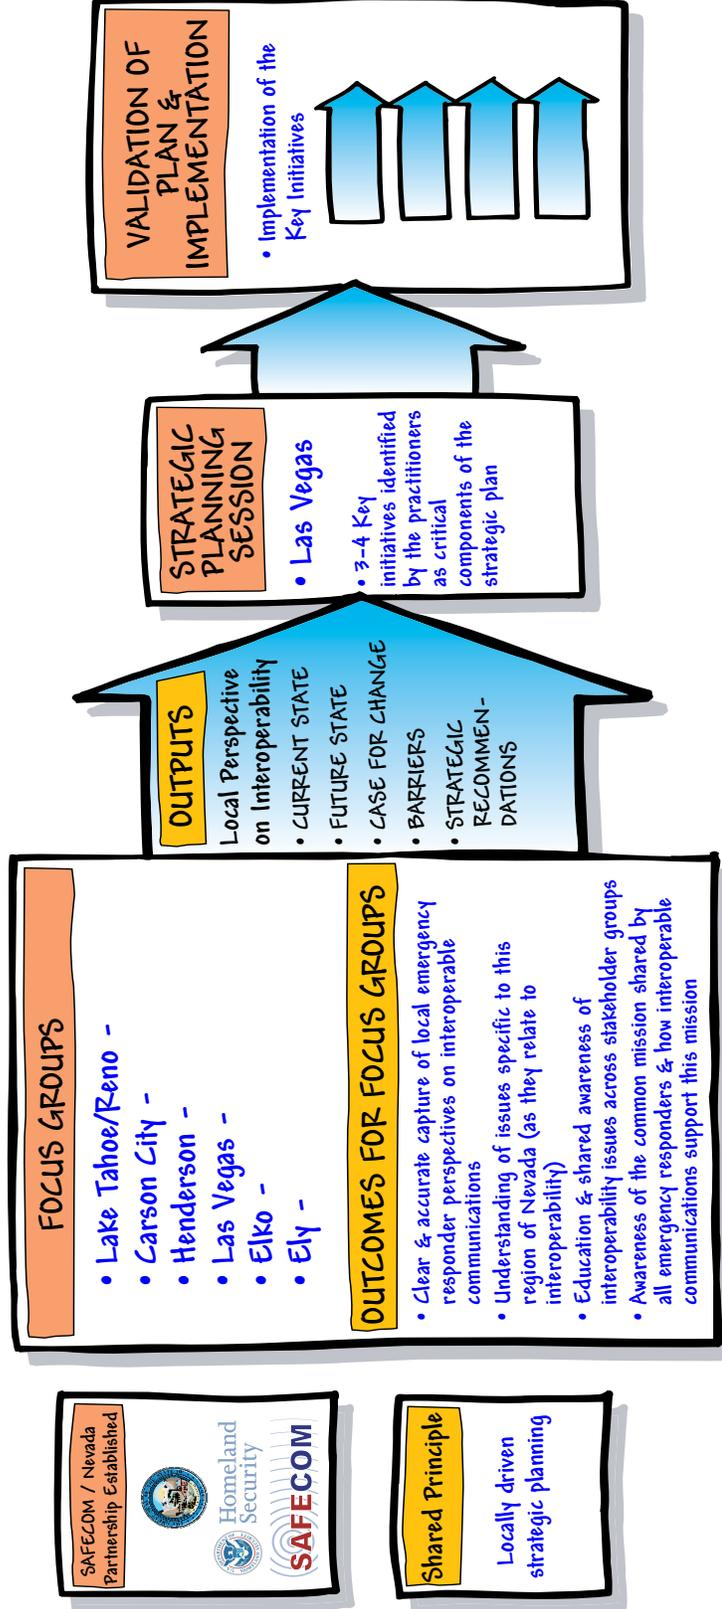 SAFECOM / Nevada
Partnership Established
Homeland
Security
SAFECOM
Shared Principle
Locally driven
strategic planning
FOCUS GROUPS
• Lake Tahoe/Reno -
• Carson City -
• Henderson -
• Las Vegas -
• Elko -
• Ely -
OUTCOMES FOR FOCUS GROUPS
• Clear & accurate capture of local emergency
responder perspectives on interoperable
communications
• Understanding of issues specific to this
region of Nevada (as they relate to
interoperability)
• Education & shared awareness of
interoperability issues across stakeholder groups
• Awareness of the common mission shared by
all emergency responders & how interoperable
communications support this mission
OUTPUTS
Local Perspective
on Interoperability
• CURRENT STATE
• FUTURE STATE
• CASE FOR CHANGE
• BARRIERS
• STRATEGIC
RECOMMEN-
DATIONS
STRATEGIC
PLANNING
SESSION
• Las Vegas
• 3-4 Key
initiatives identified
by the practitioners
as critical
components of the
strategic plan
VALIDATION OF
PLAN &
IMPLEMENTATION
• Implementation of the
Key Initiatives